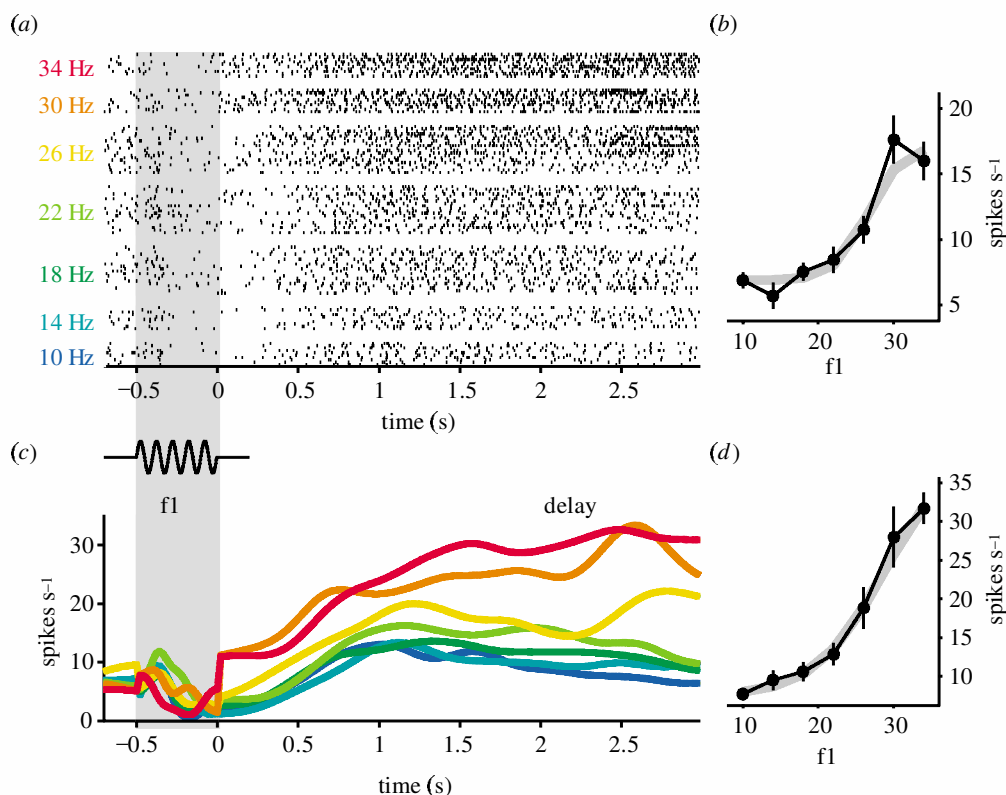 (a)
34 Hz
30 Hz
26 Hz
22 Hz
18 Hz
14 Hz
10 Hz
−0.5 0 0.5 1 1.5 2 2.5
time (s)
(b)
20
15
10
5
spikes s⁻¹
10 20 30
f1
(c)
f1
delay
30
20
10
0
spikes s⁻¹
−0.5 0 0.5 1 1.5 2 2.5
time (s)
(d)
35
30
25
20
15
10
spikes s⁻¹
10 20 30
f1